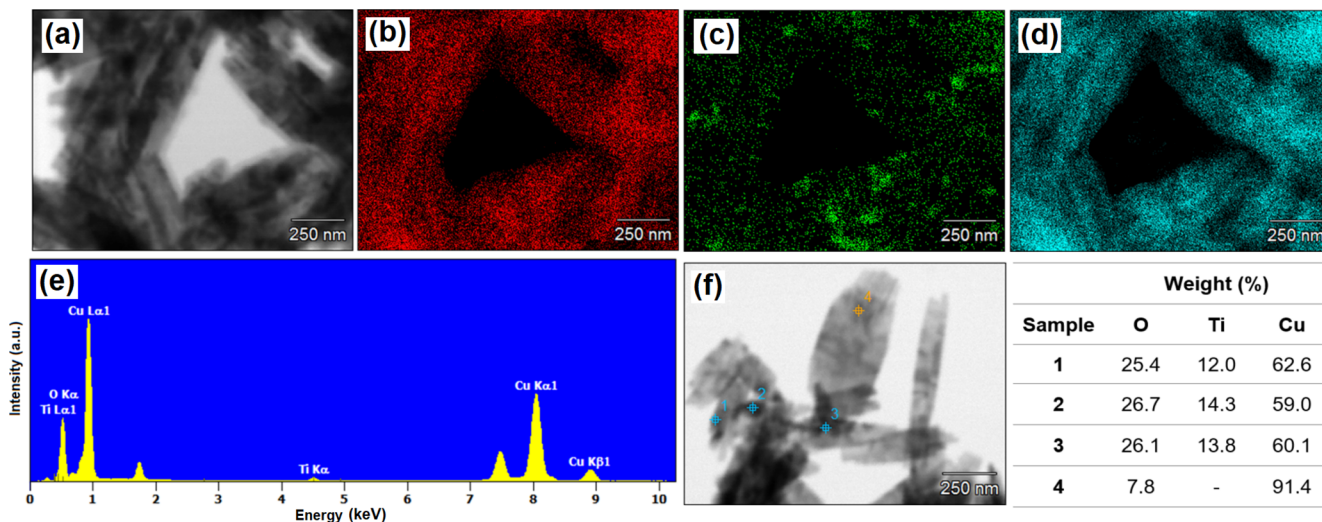 (a)
250 nm
(b)
250 nm
(c)
250 nm
(d)
250 nm
(e)
Intensity (a.u.)
Cu Lα1
O Kα
Ti Lα1
Ti Kα
Cu Kα1
Cu Kβ1
0 1 2 3 4 5 6 7 8 9 10
Energy (keV)
(f)
4
1
2
3
250 nm
Weight (%)
Sample O Ti Cu
1 25.4 12.0 62.6
2 26.7 14.3 59.0
3 26.1 13.8 60.1
4 7.8 - 91.4